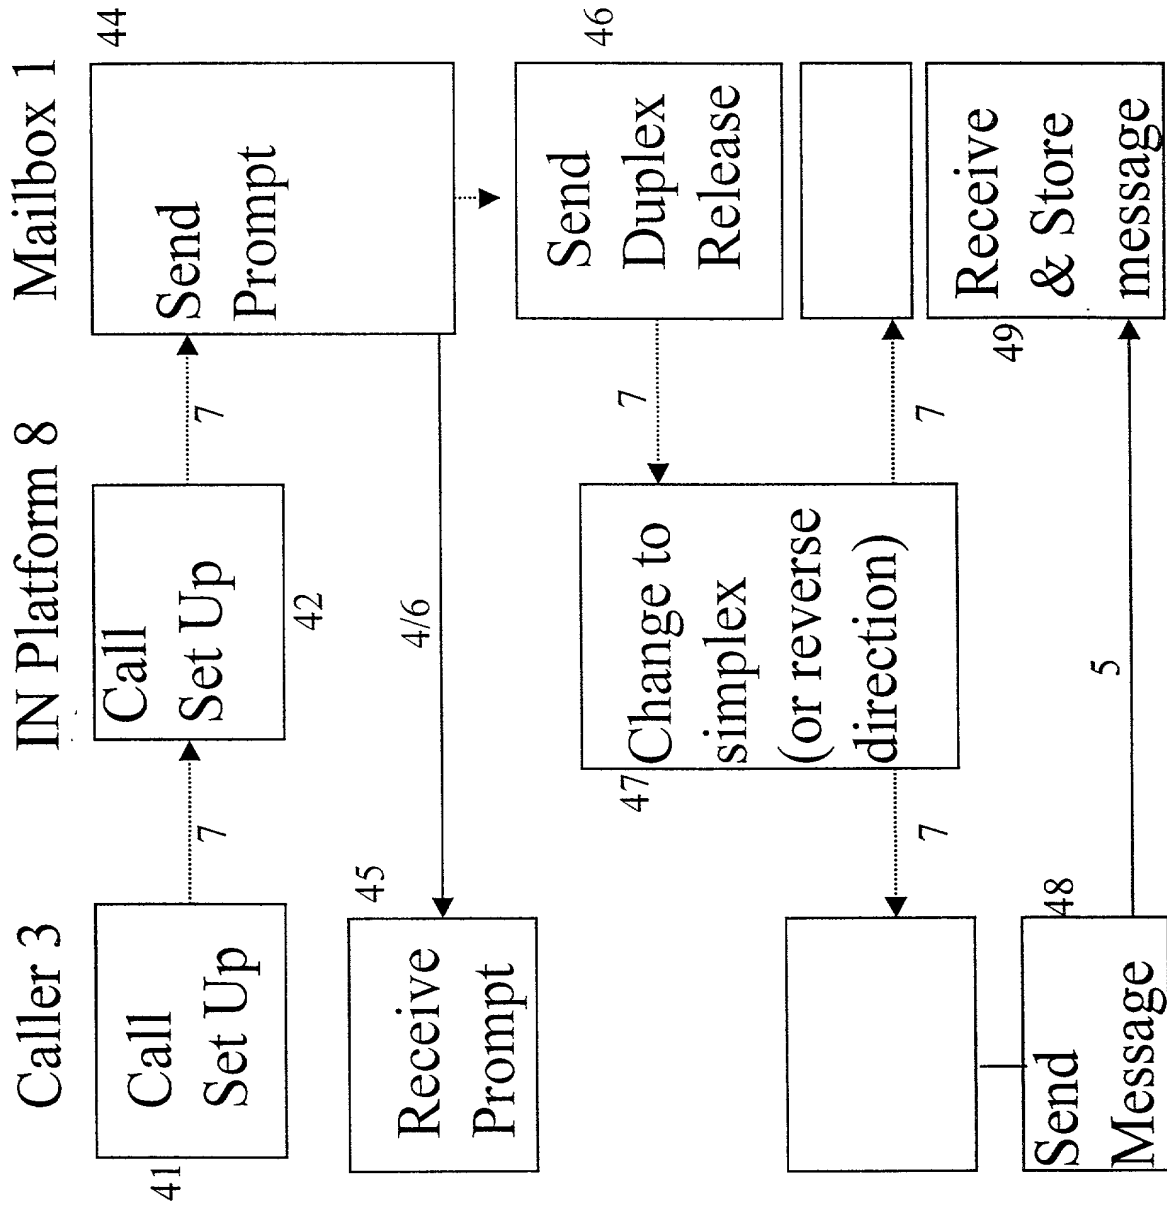 Caller 3
IN Platform 8
Mailbox 1
41
Call
Set Up
7
Call
Set Up
42
7
44
Send
Prompt
4/6
45
Receive
Prompt
46
Send
Duplex
Release
7
47
Change to
simplex
(or reverse
direction)
7
7
48
Send
Message
5
49
Receive
& Store
message